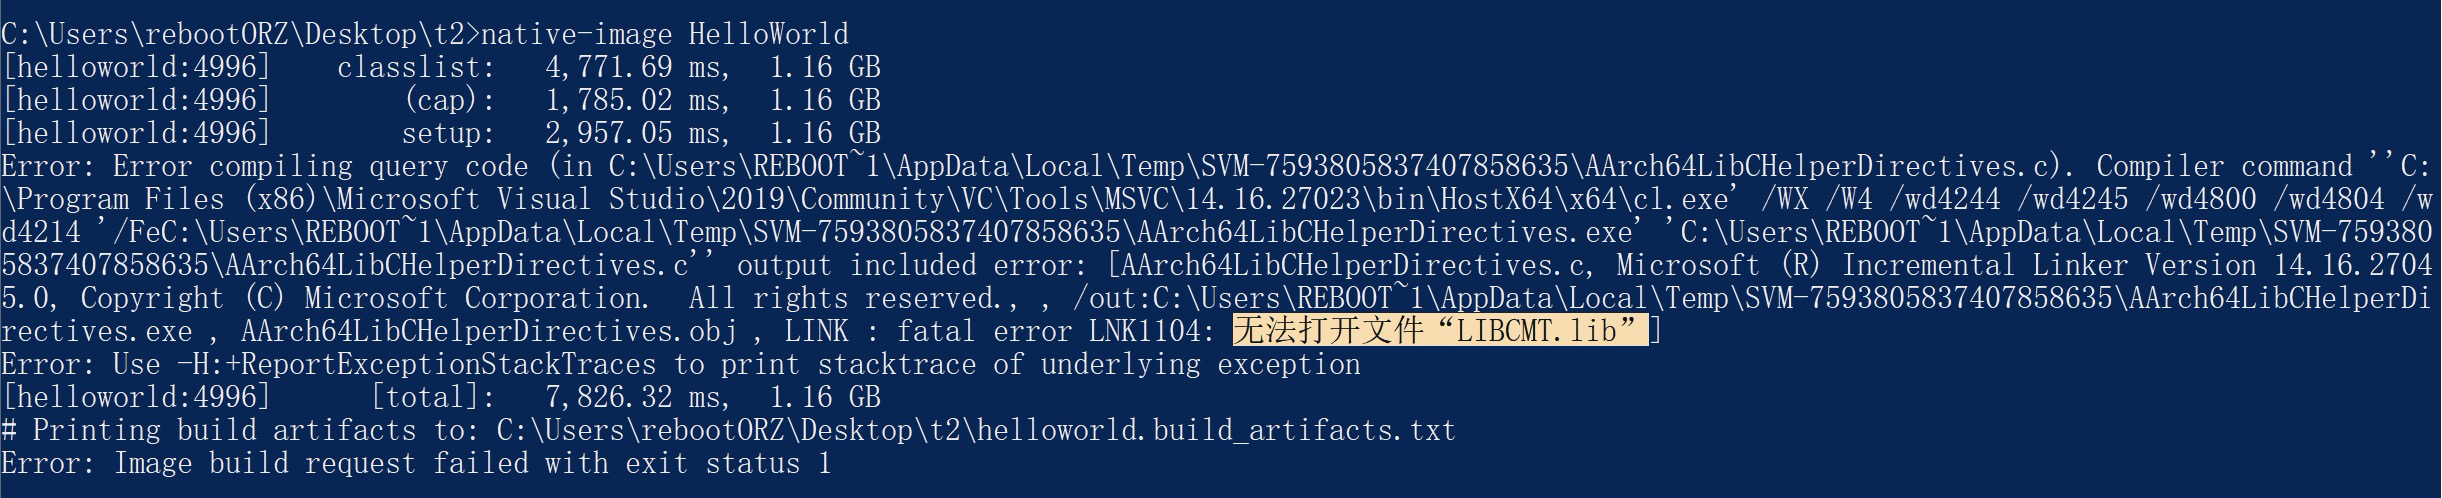 C:\Users\rebootORZ\Desktop\t2>native-image HelloWorld
[helloworld:4996]    classlist:   4,771.69 ms,  1.16 GB
[helloworld:4996]        (cap):   1,785.02 ms,  1.16 GB
[helloworld:4996]        setup:   2,957.05 ms,  1.16 GB
Error: Error compiling query code (in C:\Users\REBOOT~1\AppData\Local\Temp\SVM-7593805837407858635\AArch64LibCHelperDirectives.c). Compiler command ''C:
\Program Files (x86)\Microsoft Visual Studio\2019\Community\VC\Tools\MSVC\14.16.27023\bin\HostX64\x64\cl.exe' /WX /W4 /wd4244 /wd4245 /wd4800 /wd4804 /w
d4214 '/FeC:\Users\REBOOT~1\AppData\Local\Temp\SVM-7593805837407858635\AArch64LibCHelperDirectives.exe' 'C:\Users\REBOOT~1\AppData\Local\Temp\SVM-759380
5837407858635\AArch64LibCHelperDirectives.c'' output included error: [AArch64LibCHelperDirectives.c, Microsoft (R) Incremental Linker Version 14.16.2704
5.0, Copyright (C) Microsoft Corporation.  All rights reserved., , /out:C:\Users\REBOOT~1\AppData\Local\Temp\SVM-7593805837407858635\AArch64LibCHelperDi
rectives.exe , AArch64LibCHelperDirectives.obj , LINK : fatal error LNK1104: 无法打开文件“LIBCMT.lib”]
Error: Use -H:+ReportExceptionStackTraces to print stacktrace of underlying exception
[helloworld:4996]      [total]:   7,826.32 ms,  1.16 GB
# Printing build artifacts to: C:\Users\rebootORZ\Desktop\t2\helloworld.build_artifacts.txt
Error: Image build request failed with exit status 1